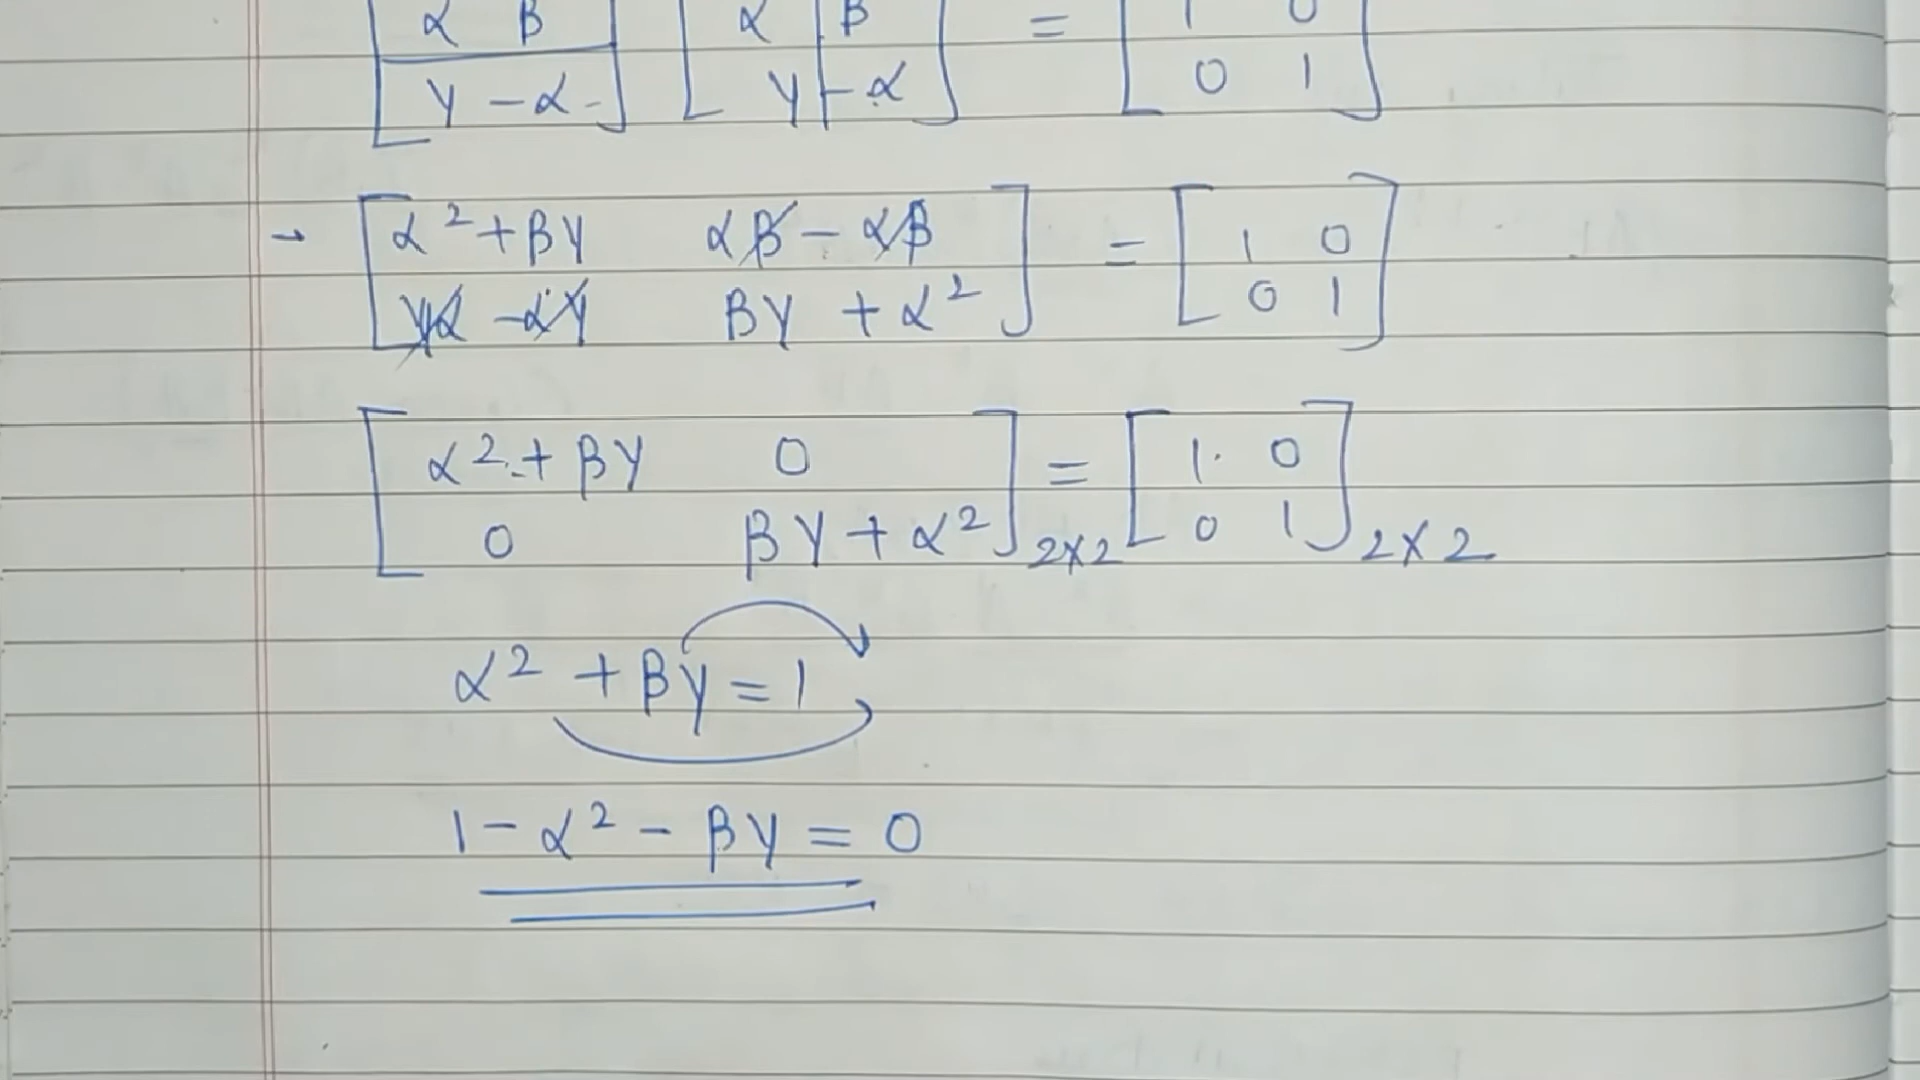 [α β] [α β] = [1 0]
[γ -α] [γ -α] = [0 1]
→ [α² + βγ αβ - αβ] = [1 0]
[γα - αγ βγ + α²] = [0 1]
[α² + βγ 0] = [1 0]
[0 βγ + α²] 2×2 [0 1] 2×2
α² + βγ = 1
1 - α² - βγ = 0